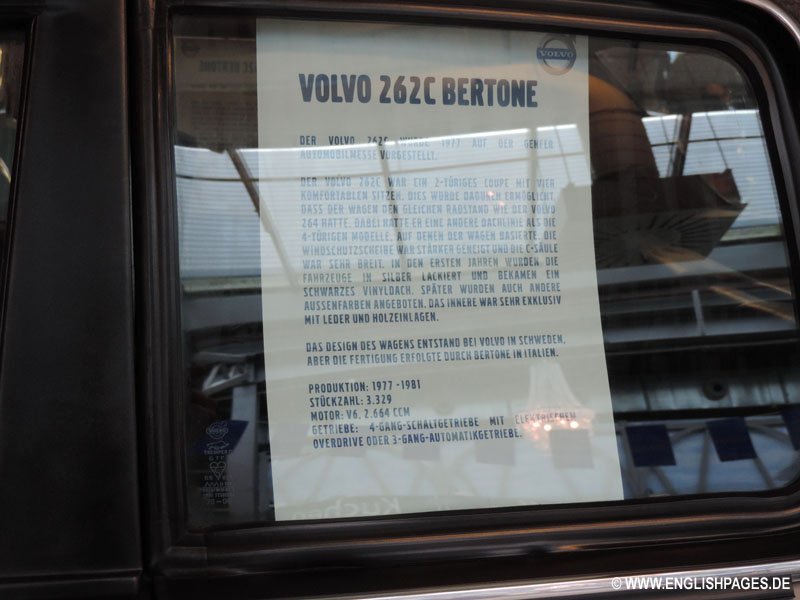 VOLVO
VOLVO 262C BERTONE
DER VOLVO 262C WURDE 1977 AUF DER GENFER
AUTOMOBILMESSE VORGESTELLT.
DER VOLVO 262C WAR EIN 2-TÜRIGES COUPE MIT VIER
KOMFORTABLEN SITZEN. DIES WURDE DADURCH ERMÖGLICHT,
DASS DER WAGEN DEN GLEICHEN RADSTAND WIE DER VOLVO
264 HATTE. DABEI HATTE ER EINE ANDERE DACHLINIE ALS DIE
4-TÜRIGEN MODELLE, AUF DENEN DER WAGEN BASIERTE. DIE
WINDSCHUTZSCHEIBE WAR STÄRKER GENEIGT UND DIE C-SÄULE
WAR SEHR BREIT. IN DEN ERSTEN JAHREN WURDEN DIE
FAHRZEUGE IN SILBER LACKIERT UND BEKAMEN EIN
SCHWARZES VINYLDACH. SPÄTER WURDEN AUCH ANDERE
AUSSENFARBEN ANGEBOTEN. DAS INNERE WAR SEHR EXKLUSIV
MIT LEDER UND HOLZEINLAGEN.
DAS DESIGN DES WAGENS ENTSTAND BEI VOLVO IN SCHWEDEN,
ABER DIE FERTIGUNG ERFOLGTE DURCH BERTONE IN ITALIEN.
PRODUKTION: 1977 -1981
STÜCKZAHL: 3.329
MOTOR: V6, 2.664 CCM
GETRIEBE: 4-GANG-SCHALTGETRIEBE MIT ELEKTRISCHEM
OVERDRIVE ODER 3-GANG-AUTOMATIKGETRIEBE.
VOLVO
© WWW.ENGLISHPAGES.DE